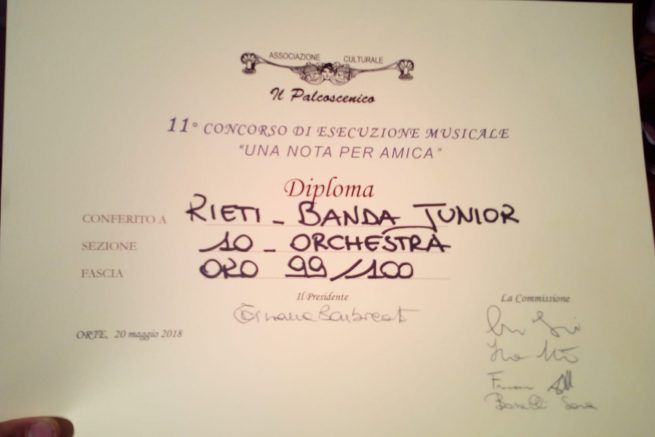 ASSOCIAZIONE CULTURALE
Il Palcoscenico
11° CONCORSO DI ESECUZIONE MUSICALE
"UNA NOTA PER AMICA"
Diploma
CONFERITO A RIETI - BANDA JUNIOR
SEZIONE 10 - ORCHESTRA
FASCIA ORO 99/100
Il Presidente
La Commissione
ORTE, 20 maggio 2018